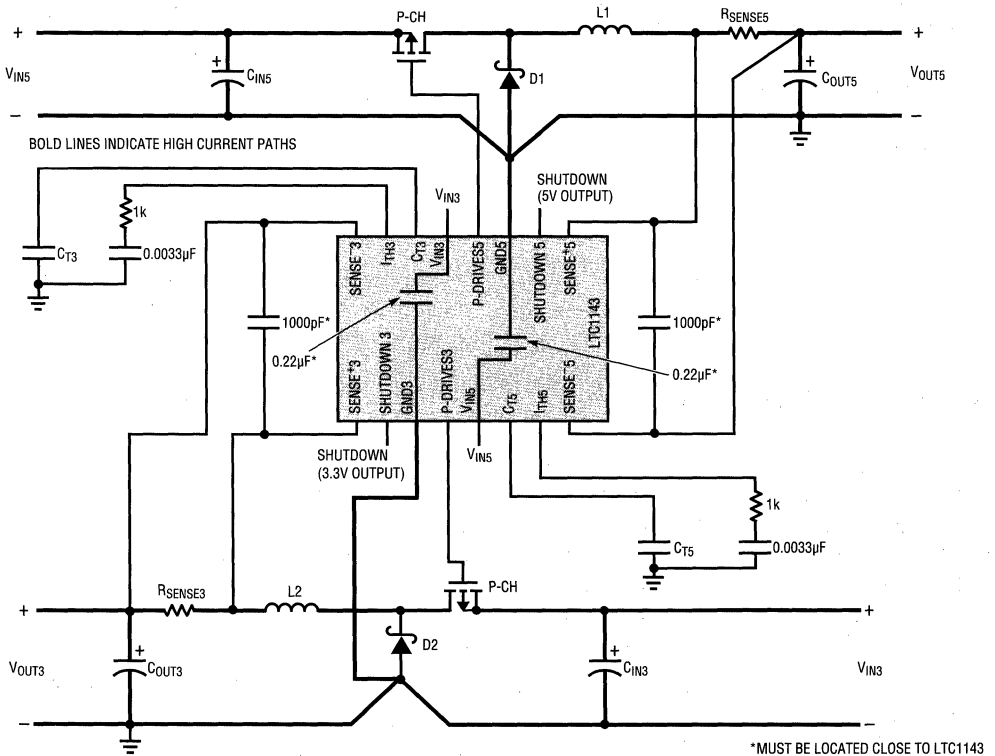 P-CH
L1
RSENSE5
+
+
+
+
VIN5
CIN5
D1
COUT5
VOUT5
−
−
BOLD LINES INDICATE HIGH CURRENT PATHS
1k
CT3
0.0033µF
VIN3
SHUTDOWN
(5V OUTPUT)
SENSE−3
ITH3
CT3
VIN3
P-DRIVES5
GND5
SHUTDOWN 5
SENSE+5
LTC1143
1000pF*
0.22µF*
1000pF*
0.22µF*
SENSE+3
SHUTDOWN 3
GND3
P-DRIVES3
VIN5
CT5
ITH5
SENSE−5
SHUTDOWN
(3.3V OUTPUT)
VIN5
1k
CT5
0.0033µF
P-CH
+
RSENSE3
L2
+
+
+
VOUT3
COUT3
D2
CIN3
VIN3
−
−
*MUST BE LOCATED CLOSE TO LTC1143